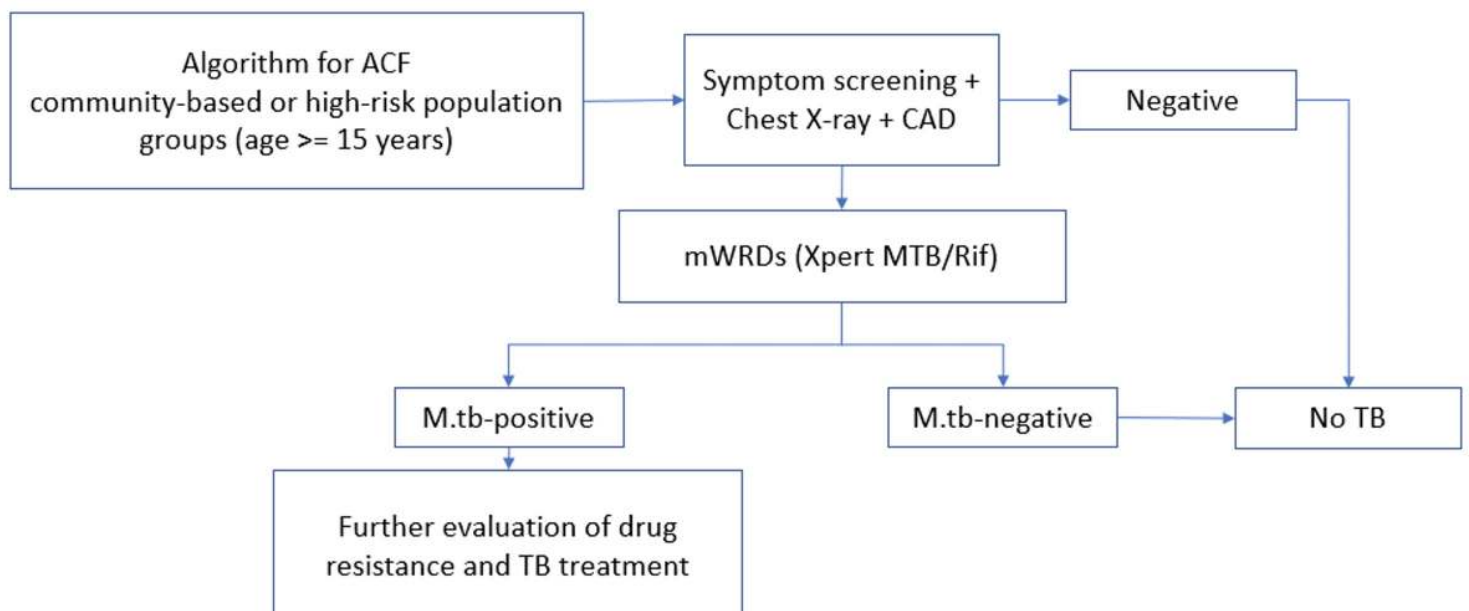 Algorithm for ACF
community-based or high-risk population
groups (age >= 15 years)
Symptom screening +
Chest X-ray + CAD
Negative
mWRDs (Xpert MTB/Rif)
M.tb-positive
M.tb-negative
No TB
Further evaluation of drug
resistance and TB treatment